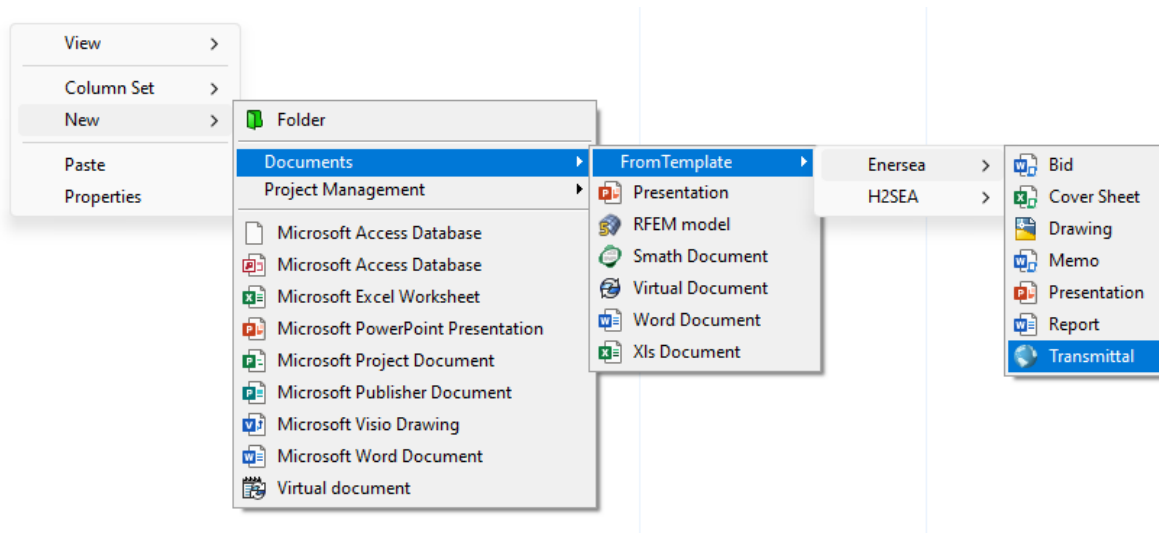 View
Column Set
New
Paste
Properties
Folder
Documents
Project Management
Microsoft Access Database
Microsoft Access Database
Microsoft Excel Worksheet
Microsoft PowerPoint Presentation
Microsoft Project Document
Microsoft Publisher Document
Microsoft Visio Drawing
Microsoft Word Document
Virtual document
FromTemplate
Presentation
RFEM model
Smath Document
Virtual Document
Word Document
Xls Document
Enersea
H2SEA
Bid
Cover Sheet
Drawing
Memo
Presentation
Report
Transmittal